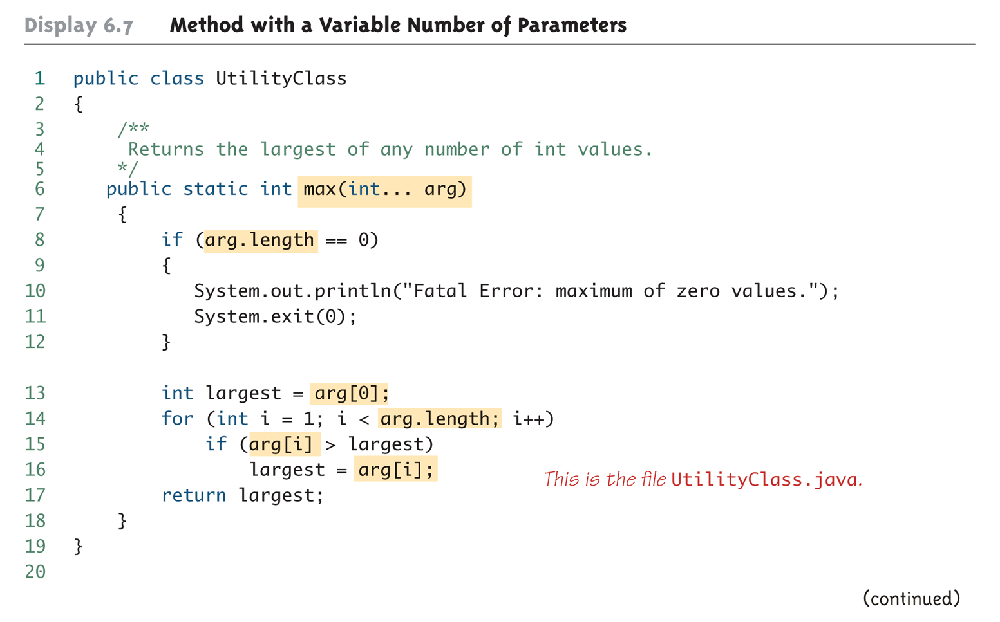 Display 6.7 Method with a Variable Number of Parameters
1 public class UtilityClass
2 {
3 /**
4 Returns the largest of any number of int values.
5 */
6 public static int max(int... arg)
7 {
8 if (arg.length == 0)
9 {
10 System.out.println("Fatal Error: maximum of zero values.");
11 System.exit(0);
12 }
13 int largest = arg[0];
14 for (int i = 1; i < arg.length; i++)
15 if (arg[i] > largest)
16 largest = arg[i];
This is the file UtilityClass.java.
17 return largest;
18 }
19 }
20
(continued)